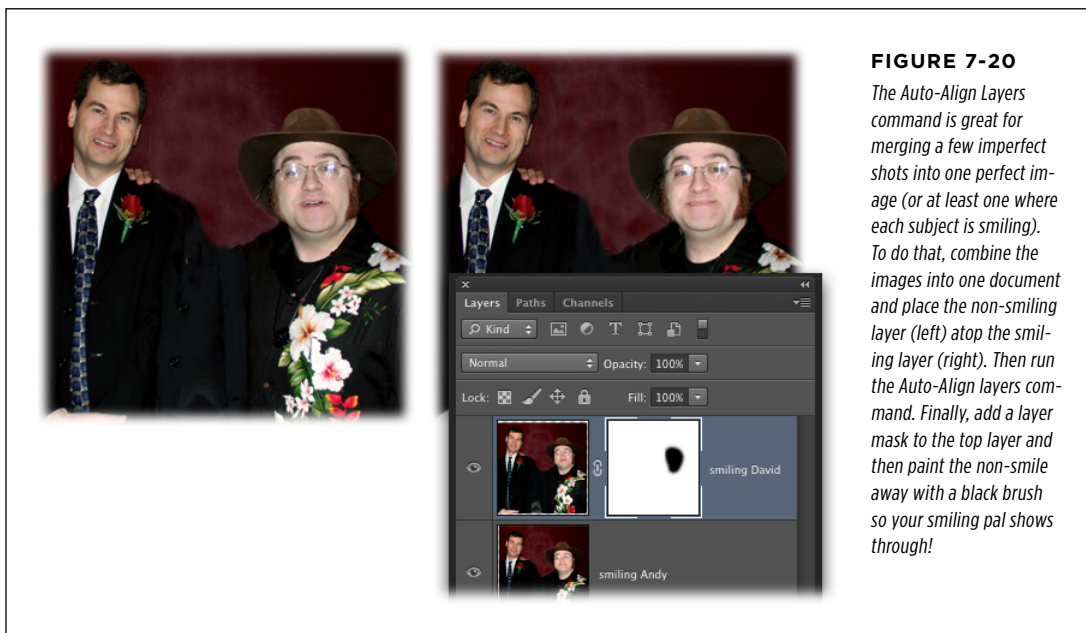 FIGURE 7-20
The Auto-Align Layers
command is great for
merging a few imperfect
shots into one perfect im-
age (or at least one where
each subject is smiling).
To do that, combine the
images into one document
and place the non-smiling
layer (left) atop the smil-
ing layer (right). Then run
the Auto-Align layers com-
mand. Finally, add a layer
mask to the top layer and
then paint the non-smile
away with a black brush
so your smiling pal shows
through!
Layers Paths Channels
Kind
Normal Opacity: 100%
Lock: Fill: 100%
smiling David
smiling Andy